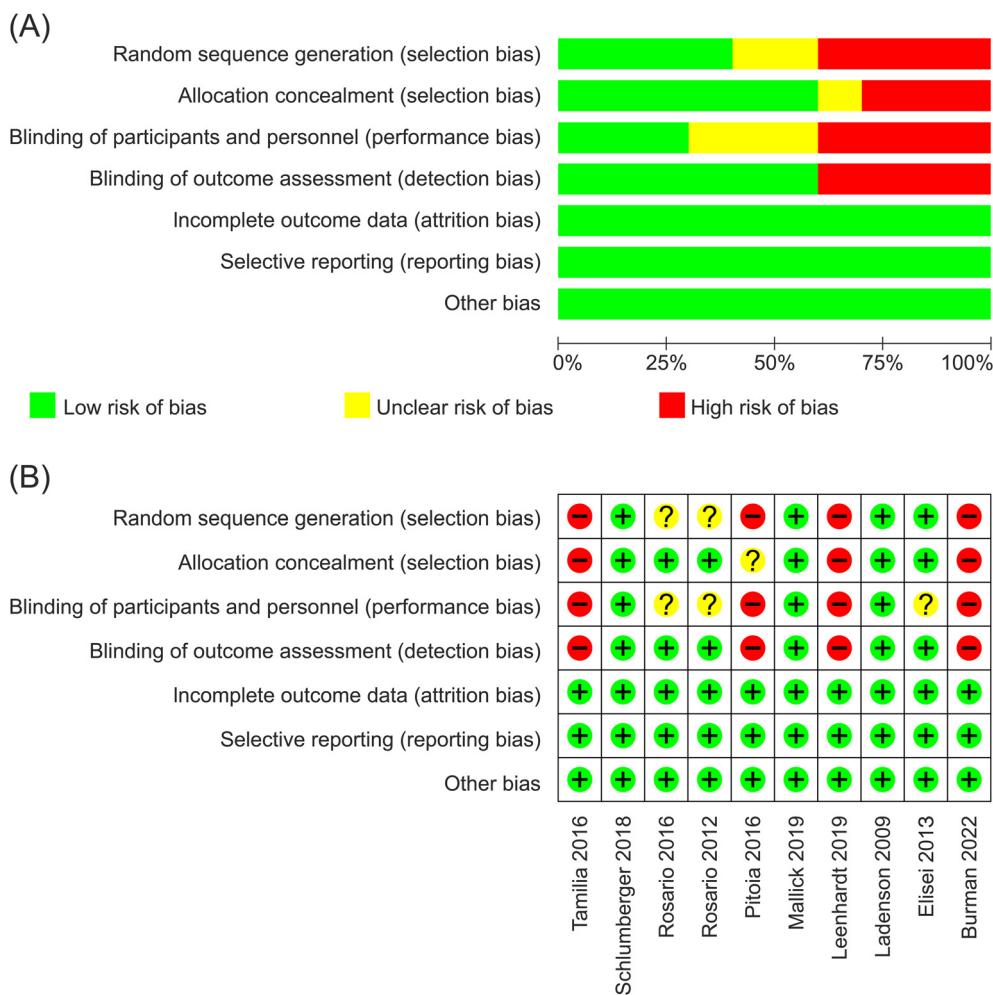 (A)
Random sequence generation (selection bias)
Allocation concealment (selection bias)
Blinding of participants and personnel (performance bias)
Blinding of outcome assessment (detection bias)
Incomplete outcome data (attrition bias)
Selective reporting (reporting bias)
Other bias
0% 25% 50% 75% 100%
Low risk of bias Unclear risk of bias High risk of bias
(B)
Random sequence generation (selection bias) − + ? ? − + − + + −
Allocation concealment (selection bias) − + + + ? + − + + −
Blinding of participants and personnel (performance bias) − + ? ? − + − + ? −
Blinding of outcome assessment (detection bias) − + + + − + − + + −
Incomplete outcome data (attrition bias) + + + + + + + + + +
Selective reporting (reporting bias) + + + + + + + + + +
Other bias + + + + + + + + + +
Tamilia 2016
Schlumberger 2018
Rosario 2016
Rosario 2012
Pitoia 2016
Mallick 2019
Leenhardt 2019
Ladenson 2009
Elisei 2013
Burman 2022